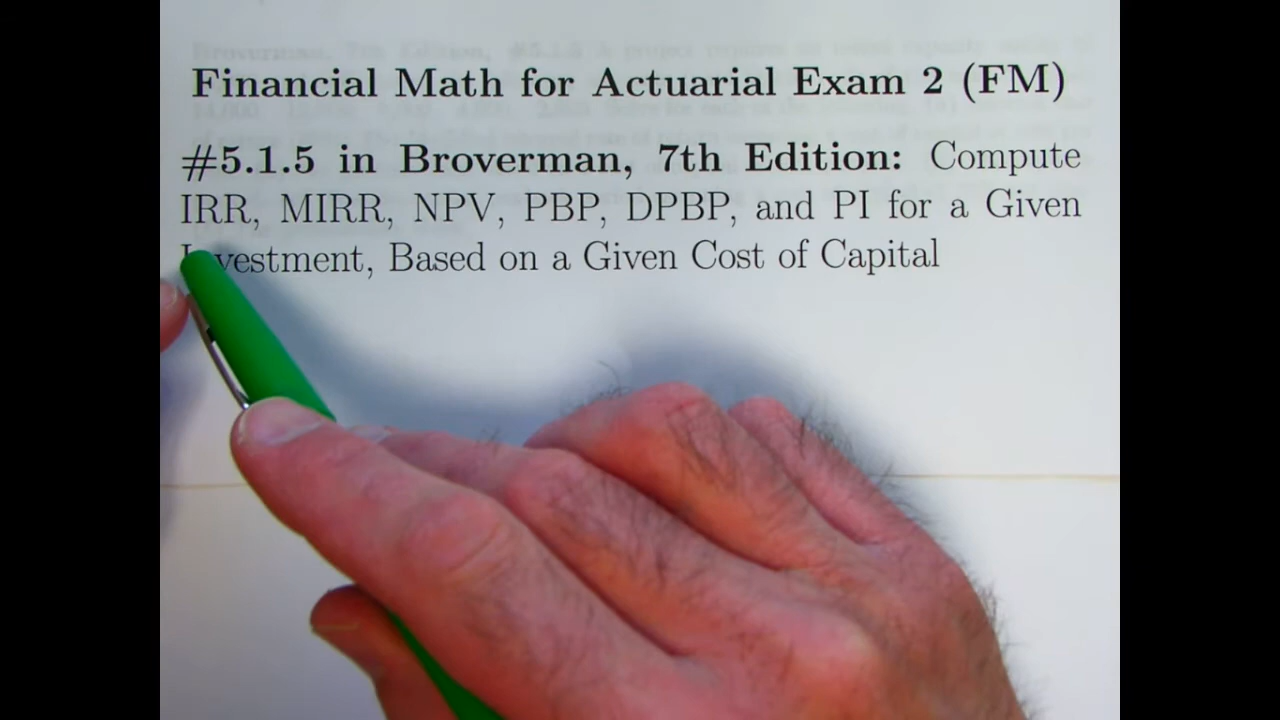 Financial Math for Actuarial Exam 2 (FM)
#5.1.5 in Broverman, 7th Edition: Compute
IRR, MIRR, NPV, PBP, DPBP, and PI for a Given
Investment, Based on a Given Cost of Capital